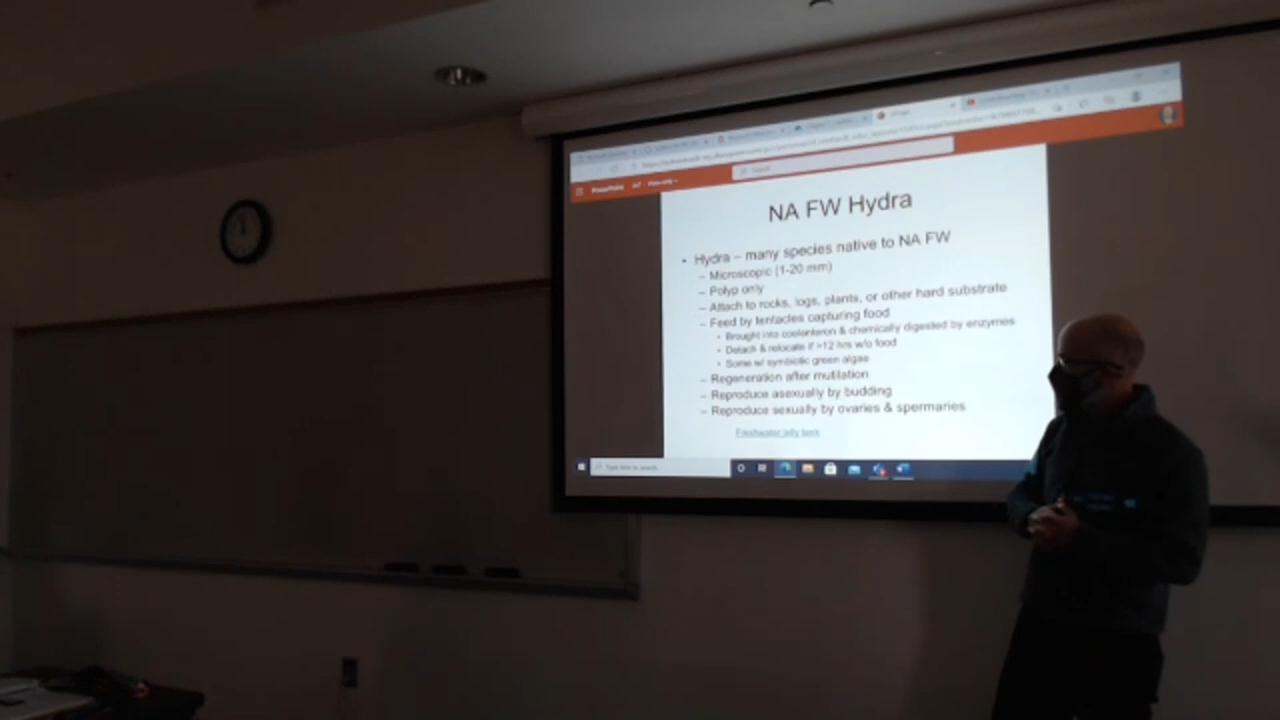 PowerPoint
Search
NA FW Hydra
• Hydra – many species native to NA FW
– Microscopic (1-20 mm)
– Polyp only
– Attach to rocks, logs, plants, or other hard substrate
– Feed by tentacles capturing food
• Brought into coelenteron & chemically digested by enzymes
• Detach & relocate if >12 hrs w/o food
• Some w/ symbiotic green algae
– Regeneration after mutilation
– Reproduce asexually by budding
– Reproduce sexually by ovaries & spermaries
Freshwater jelly
Type here to search